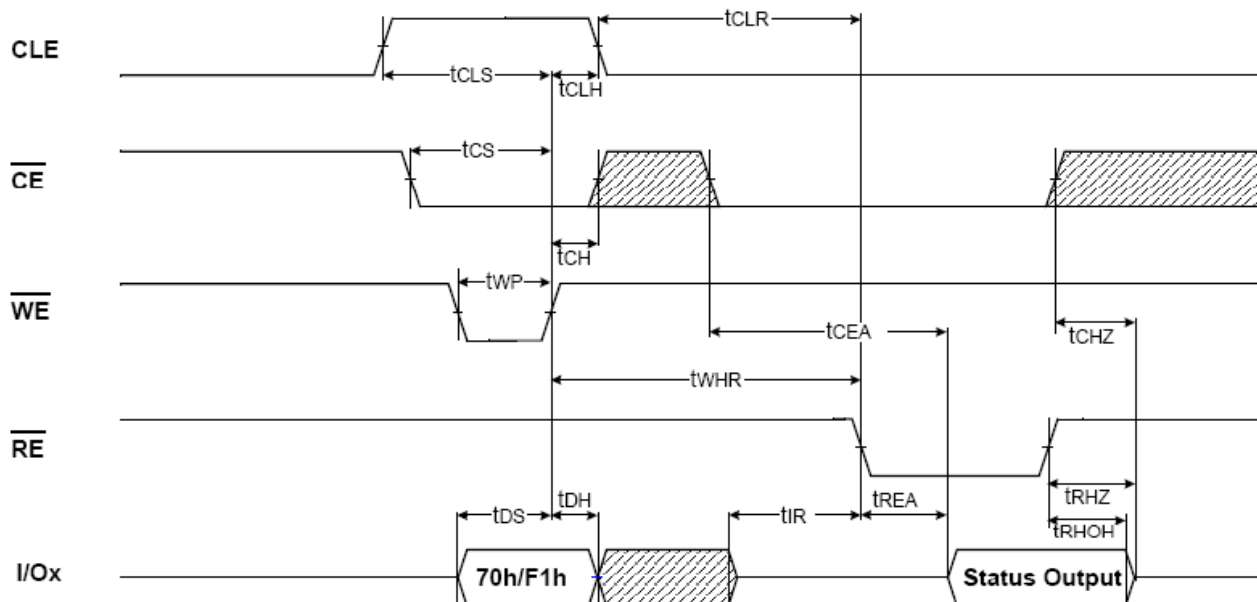 tCLR
CLE
tCLS
tCLH
tCS
CE
tCH
tWP
WE
tCEA
tCHZ
tWHR
RE
tDH
tREA
tRHZ
tDS
tIR
tRHOH
I/Ox
70h/F1h
Status Output